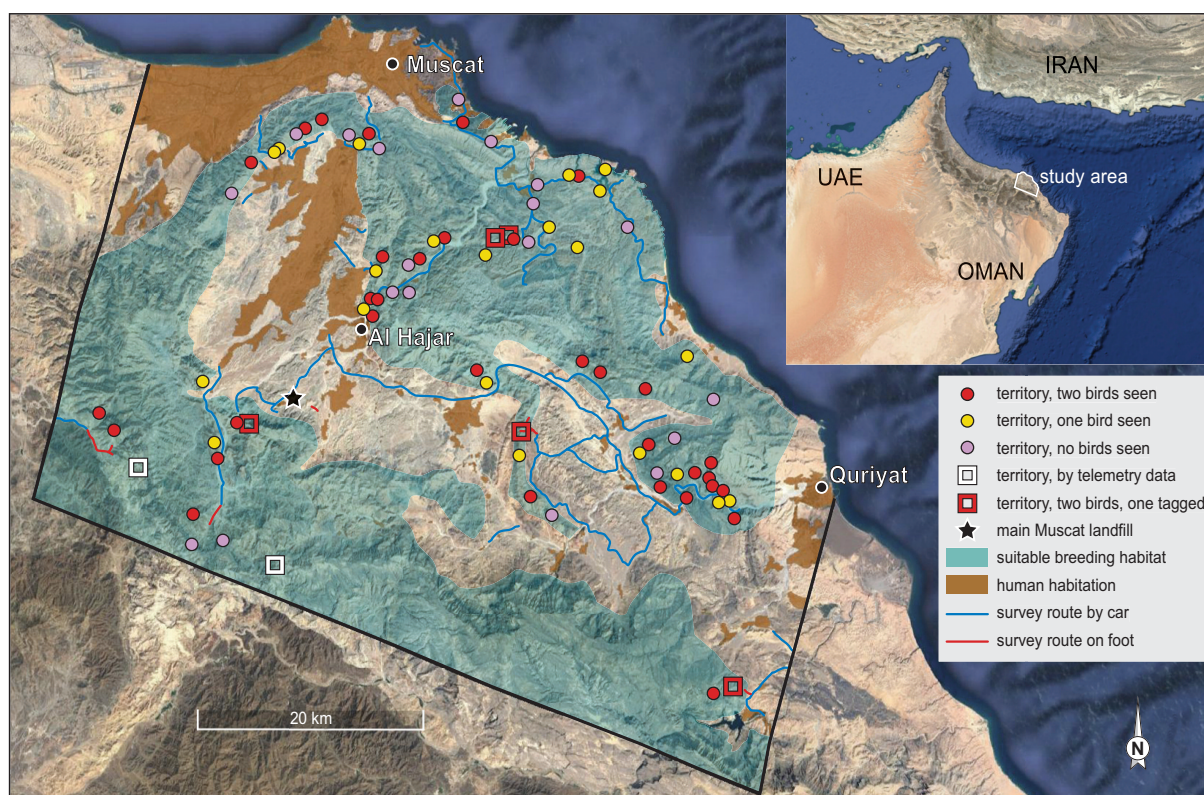 Muscat
IRAN
UAE
study area
OMAN
Al Hajar
Quriyat
territory, two birds seen
territory, one bird seen
territory, no birds seen
territory, by telemetry data
territory, two birds, one tagged
main Muscat landfill
suitable breeding habitat
human habitation
survey route by car
survey route on foot
20 km
N